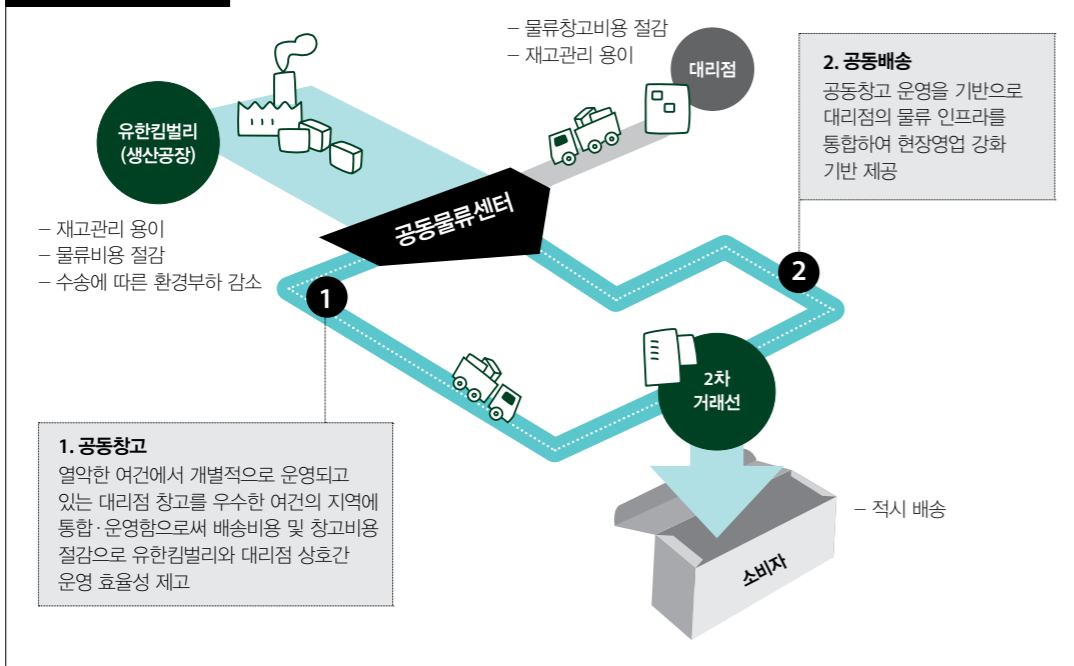 – 물류창고비용 절감
– 재고관리 용이
대리점
2. 공동배송
공동창고 운영을 기반으로
대리점의 물류 인프라를
통합하여 현장영업 강화
기반 제공
유한킴벌리
(생산공장)
공동물류센터
– 재고관리 용이
– 물류비용 절감
– 수송에 따른 환경부하 감소
2
1
2차
거래선
1. 공동창고
열악한 여건에서 개별적으로 운영되고
있는 대리점 창고를 우수한 여건의 지역에
통합·운영함으로써 배송비용 및 창고비용
절감으로 유한킴벌리와 대리점 상호간
운영 효율성 제고
– 적시 배송
소비자